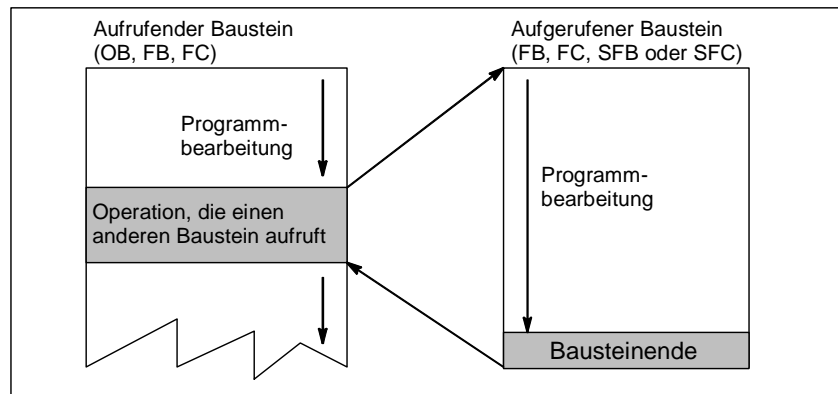 Aufrufender Baustein
(OB, FB, FC)
Programm-
bearbeitung
Operation, die einen
anderen Baustein aufruft
Aufgerufener Baustein
(FB, FC, SFB oder SFC)
Programm-
bearbeitung
Bausteinende